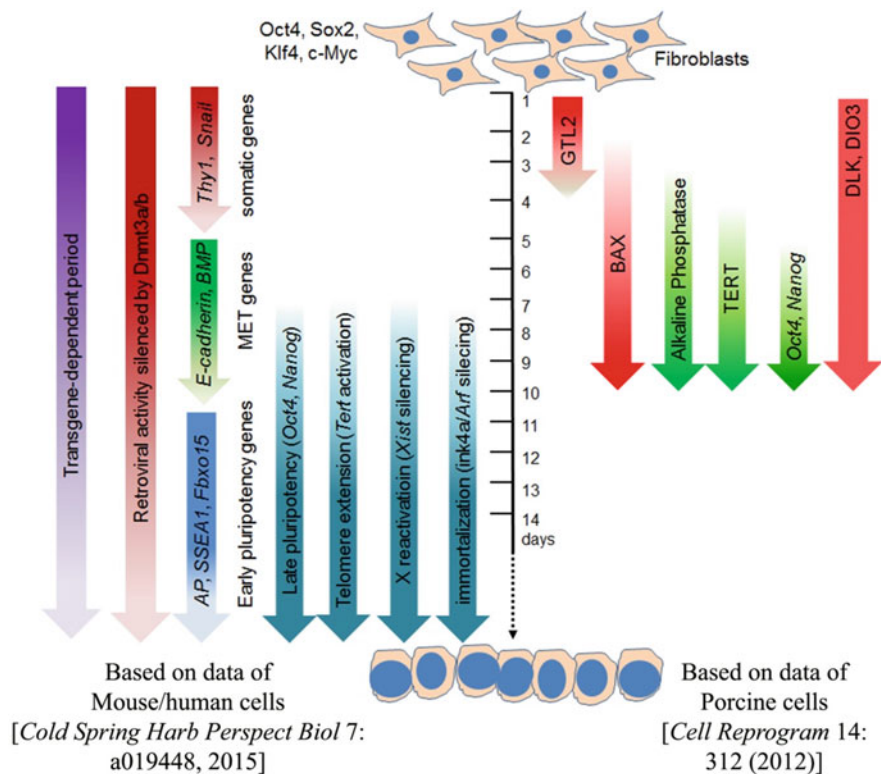 Oct4, Sox2,
Klf4, c-Myc
Fibroblasts
Transgene-dependent period
Retroviral activity silenced by Dnmt3a/b
Thy1, Snail
somatic genes
E-cadherin, BMP
MET genes
AP, SSEA1, Fbxo15
Early pluripotency genes
Late pluripotency (Oct4, Nanog)
Telomere extension (Tert activation)
X reactivatioin (Xist silencing)
immortalization (ink4a/Arf silecing)
1
2
3
4
5
6
7
8
9
10
11
12
13
14
days
GTL2
BAX
Alkaline Phosphatase
TERT
Oct4, Nanog
DLK, DIO3
Based on data of
Mouse/human cells
[Cold Spring Harb Perspect Biol 7:
a019448, 2015]
Based on data of
Porcine cells
[Cell Reprogram 14:
312 (2012)]